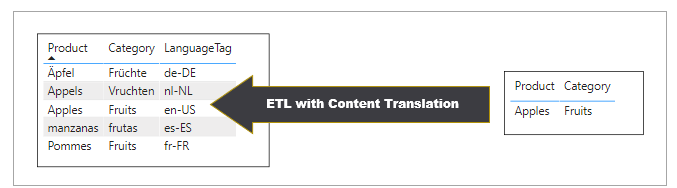 Product Category LanguageTag
Äpfel Früchte de-DE
Appels Vruchten nl-NL
Apples Fruits en-US
manzanas frutas es-ES
Pommes Fruits fr-FR
ETL with Content Translation
Product Category
Apples Fruits